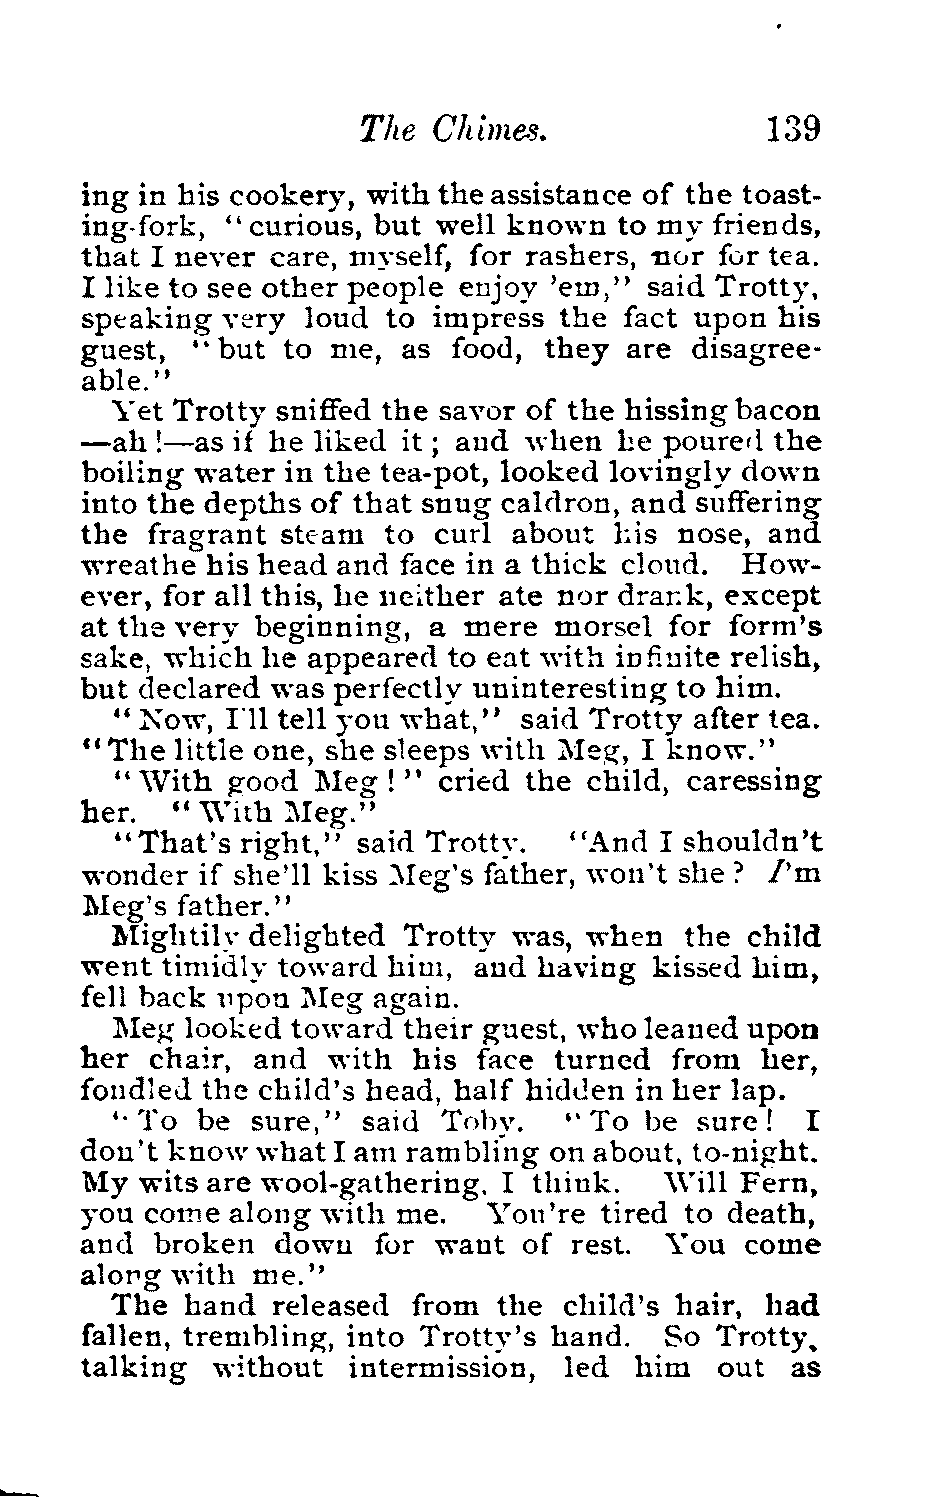 The Chimes. 139
ing in his cookery, with the assistance of the toast-
ing-fork, "curious, but well known to my friends,
that I never care, myself, for rashers, nor for tea.
I like to see other people enjoy 'em," said Trotty,
speaking very loud to impress the fact upon his
guest, "but to me, as food, they are disagree-
able."
Yet Trotty sniffed the savor of the hissing bacon
—ah!—as if he liked it; and when he poured the
boiling water in the tea-pot, looked lovingly down
into the depths of that snug caldron, and suffering
the fragrant steam to curl about his nose, and
wreathe his head and face in a thick cloud. How-
ever, for all this, he neither ate nor drank, except
at the very beginning, a mere morsel for form's
sake, which he appeared to eat with infinite relish,
but declared was perfectly uninteresting to him.
"Now, I'll tell you what," said Trotty after tea.
"The little one, she sleeps with Meg, I know."
"With good Meg!" cried the child, caressing
her. "With Meg."
"That's right," said Trotty. "And I shouldn't
wonder if she'll kiss Meg's father, won't she? I'm
Meg's father."
Mightily delighted Trotty was, when the child
went timidly toward him, and having kissed him,
fell back upon Meg again.
Meg looked toward their guest, who leaned upon
her chair, and with his face turned from her,
fondled the child's head, half hidden in her lap.
"To be sure," said Toby. "To be sure! I
don't know what I am rambling on about, to-night.
My wits are wool-gathering, I think. Will Fern,
you come along with me. You're tired to death,
and broken down for want of rest. You come
along with me."
The hand released from the child's hair, had
fallen, trembling, into Trotty's hand. So Trotty,
talking without intermission, led him out as